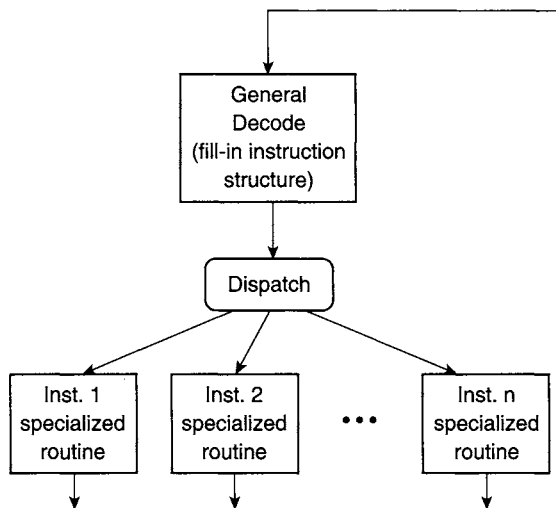 General
Decode
(fill-in instruction
structure)
Dispatch
Inst. 1
specialized
routine
Inst. 2
specialized
routine
Inst. n
specialized
routine